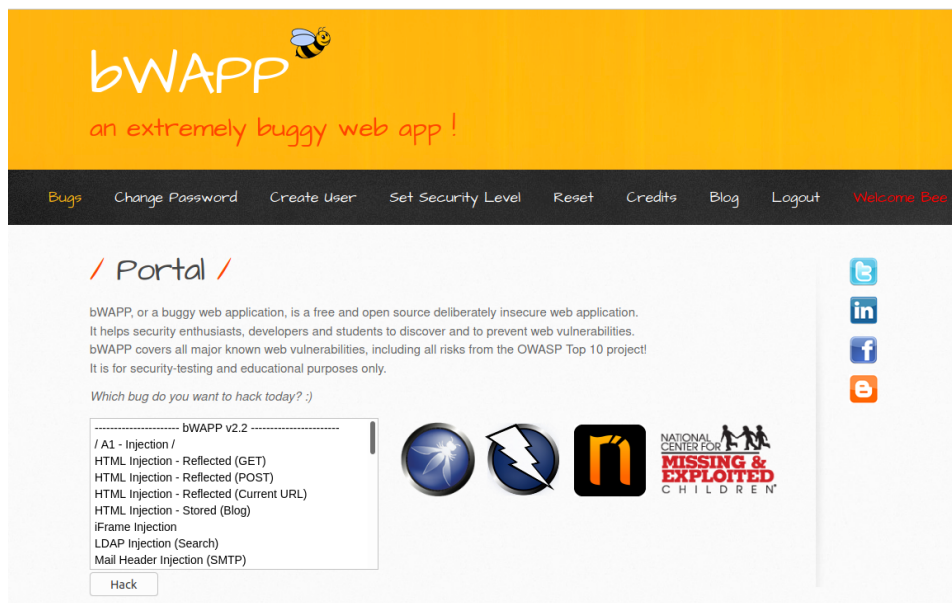 bWAPP
an extremely buggy web app !
Bugs Change Password Create User Set Security Level Reset Credits Blog Logout Welcome Bee
/ Portal /
bWAPP, or a buggy web application, is a free and open source deliberately insecure web application.
It helps security enthusiasts, developers and students to discover and to prevent web vulnerabilities.
bWAPP covers all major known web vulnerabilities, including all risks from the OWASP Top 10 project!
It is for security-testing and educational purposes only.
Which bug do you want to hack today? :)
---------------------- bWAPP v2.2 -----------------------
/ A1 - Injection /
HTML Injection - Reflected (GET)
HTML Injection - Reflected (POST)
HTML Injection - Reflected (Current URL)
HTML Injection - Stored (Blog)
iFrame Injection
LDAP Injection (Search)
Mail Header Injection (SMTP)
Hack
NATIONAL
CENTER FOR
MISSING &
EXPLOITED
CHILDREN
in
f